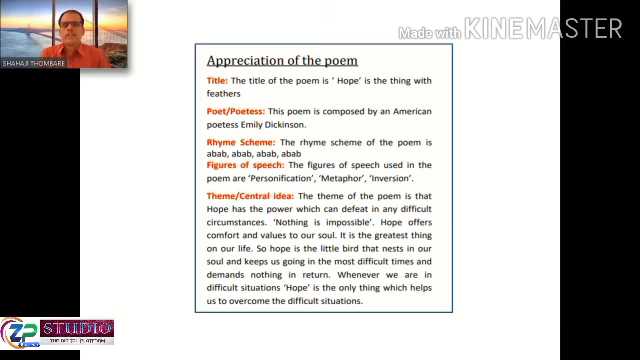 SHAHAJI THOMBARE
Made with KINEMASTER
Appreciation of the poem
Title: The title of the poem is ‘ Hope’ is the thing with
feathers
Poet/Poetess: This poem is composed by an American
poetess Emily Dickinson.
Rhyme Scheme: The rhyme scheme of the poem is
abab, abab, abab, abab
Figures of speech: The figures of speech used in the
poem are ‘Personification’, ‘Metaphor’, ‘Inversion’.
Theme/Central idea: The theme of the poem is that
Hope has the power which can defeat in any difficult
circumstances. ‘Nothing is impossible’. Hope offers
comfort and values to our soul. It is the greatest thing
on our life. So hope is the little bird that nests in our
soul and keeps us going in the most difficult times and
demands nothing in return. Whenever we are in
difficult situations ‘Hope’ is the only thing which helps
us to overcome the difficult situations.
ZP STUDIO
THE DIGITAL PLATFORM